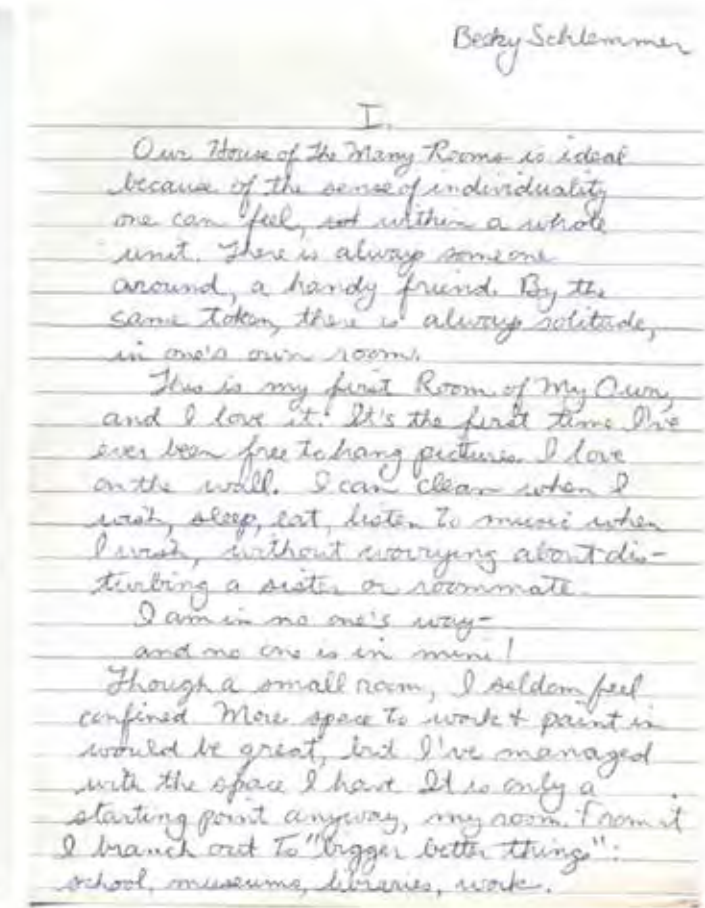 Becky Schlemmer
I.
Our House of the Many Rooms is ideal
because of the sense of individuality
one can feel, within a whole
unit. There is always someone
around, a handy friend. By the
same token, there is always solitude,
in one's own room.
This is my first Room of My Own,
and I love it. It's the first time I've
ever been free to hang pictures I love
on the wall. I can clean when I
wish, sleep, eat, listen to music when
I wish, without worrying about dis-
turbing a sister or roommate.
I am in no one's way-
and no one is in mine!
Though a small room, I seldom feel
confined More space to work + paint in
would be great, but I've managed
with the space I have It is only a
starting point anyway, my room. From it
I branch out to "bigger better things":
school, museums, libraries, work.